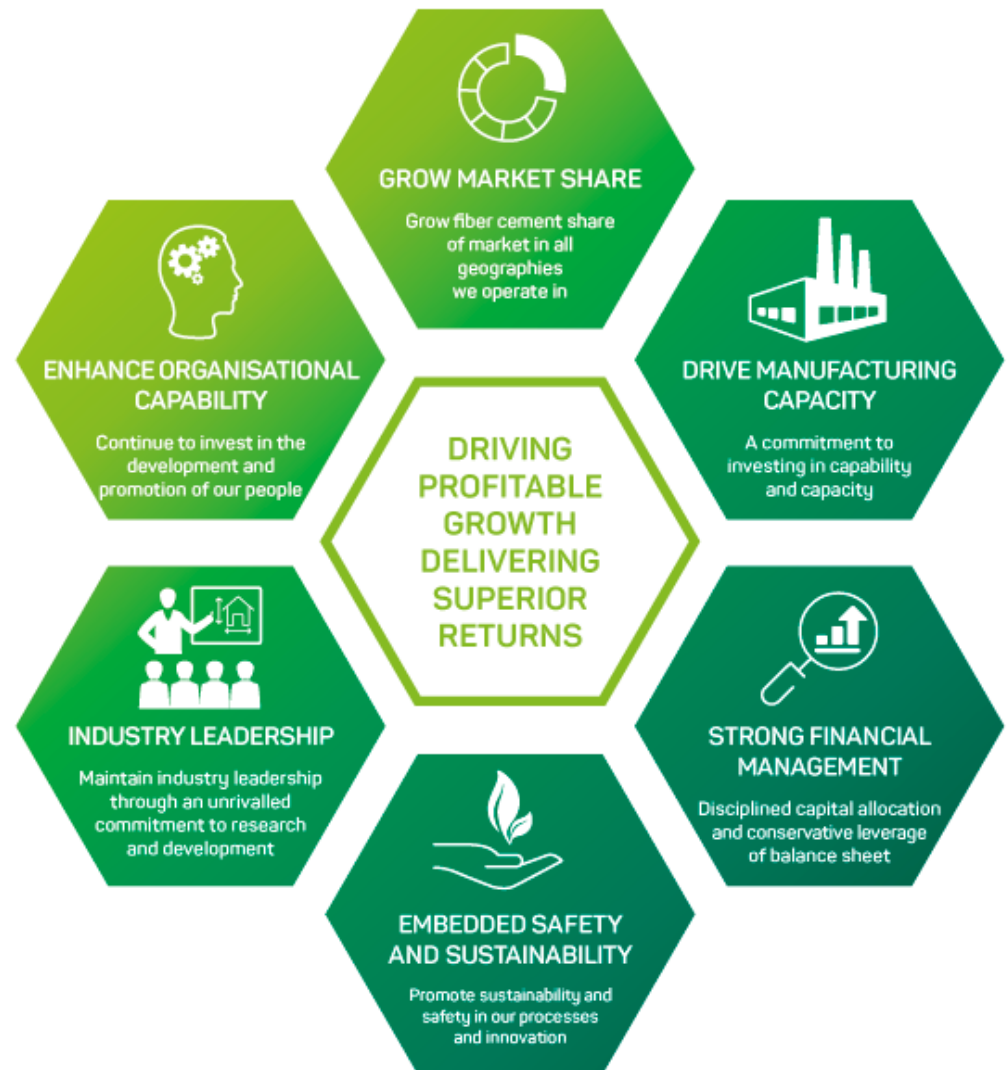 GROW MARKET SHARE
Grow fiber cement share
of market in all
geographies
we operate in
ENHANCE ORGANISATIONAL
CAPABILITY
Continue to invest in the
development and
promotion of our people
DRIVE MANUFACTURING
CAPACITY
A commitment to
investing in capability
and capacity
DRIVING
PROFITABLE
GROWTH
DELIVERING
SUPERIOR
RETURNS
INDUSTRY LEADERSHIP
Maintain industry leadership
through an unrivalled
commitment to research
and development
STRONG FINANCIAL
MANAGEMENT
Disciplined capital allocation
and conservative leverage
of balance sheet
EMBEDDED SAFETY
AND SUSTAINABILITY
Promote sustainability and
safety in our processes
and innovation